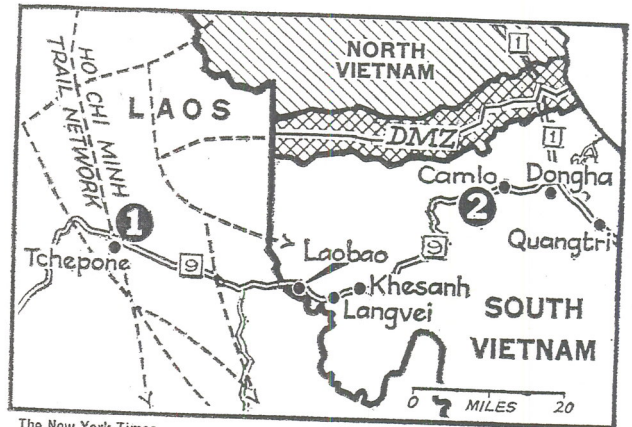 HO CHI MINH
TRAIL NETWORK
LAOS
NORTH
VIETNAM
1
DMZ
1
Camlo
Dongha
1
2
9
Quangtri
Tchepone
9
Laobao
Khesanh
Langvei
SOUTH
VIETNAM
0 MILES 20
The New York Times